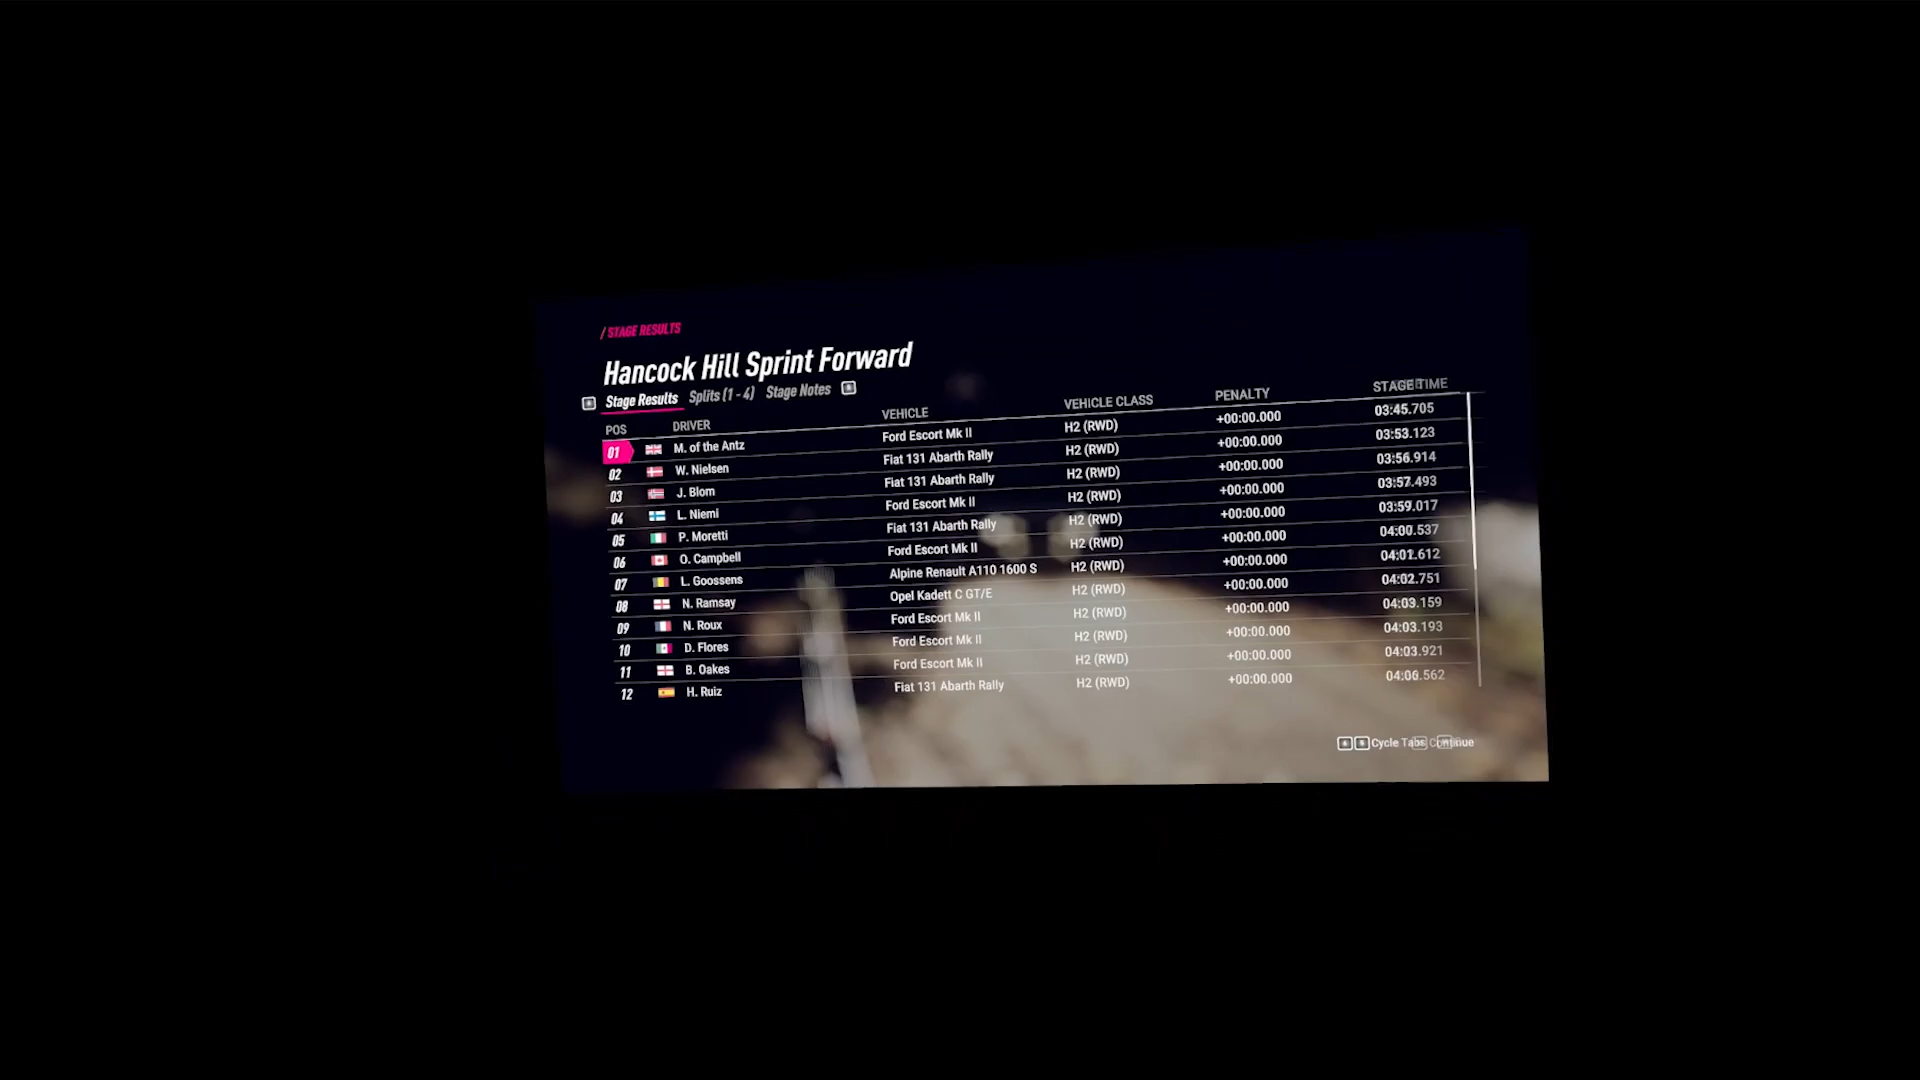 / STAGE RESULTS
Hancock Hill Sprint Forward
Stage Results Splits (1 - 4) Stage Notes
POS DRIVER VEHICLE VEHICLE CLASS PENALTY STAGE TIME
01 M. of the Antz Ford Escort Mk II H2 (RWD) +00:00.000 03:45.705
02 W. Nielsen Fiat 131 Abarth Rally H2 (RWD) +00:00.000 03:53.123
03 J. Blom Fiat 131 Abarth Rally H2 (RWD) +00:00.000 03:56.914
04 L. Niemi Ford Escort Mk II H2 (RWD) +00:00.000 03:57.493
05 P. Moretti Fiat 131 Abarth Rally H2 (RWD) +00:00.000 03:59.017
06 O. Campbell Ford Escort Mk II H2 (RWD) +00:00.000 04:00.537
07 L. Goossens Alpine Renault A110 1600 S H2 (RWD) +00:00.000
08 N. Ramsay Opel Kadett C GT/E H2 (RWD) +00:00.000 04:02.751
09 N. Roux Ford Escort Mk II H2 (RWD) +00:00.000 04:03.159
10 D. Flores Ford Escort Mk II H2 (RWD) +00:00.000 04:03.193
11 B. Oakes Ford Escort Mk II H2 (RWD) +00:00.000 04:03.921
12 H. Ruiz Fiat 131 Abarth Rally H2 (RWD) +00:00.000 04:06.562
Cycle Tabs Continue